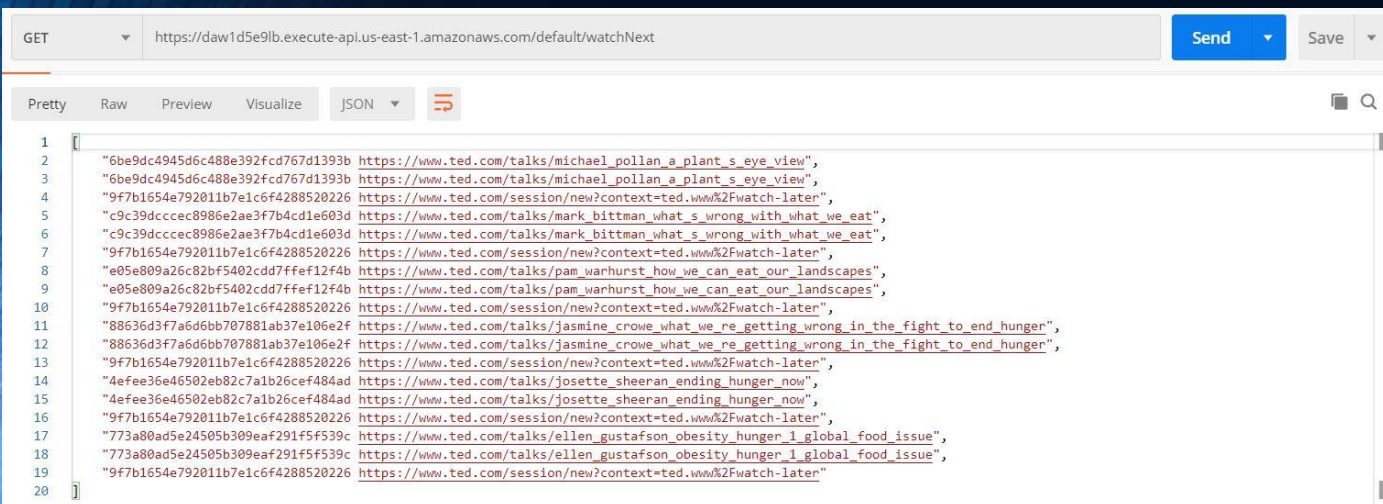 GET https://daw1d5e9lb.execute-api.us-east-1.amazonaws.com/default/watchNext Send Save
Pretty Raw Preview Visualize JSON
1 [
2 "6be9dc4945d6c488e392fcd767d1393b https://www.ted.com/talks/michael_pollan_a_plant_s_eye_view",
3 "6be9dc4945d6c488e392fcd767d1393b https://www.ted.com/talks/michael_pollan_a_plant_s_eye_view",
4 "9f7b1654e792011b7e1c6f4288520226 https://www.ted.com/session/new?context=ted.www%2Fwatch-later",
5 "c9c39dcccec8986e2ae3f7b4cd1e603d https://www.ted.com/talks/mark_bittman_what_s_wrong_with_what_we_eat",
6 "c9c39dcccec8986e2ae3f7b4cd1e603d https://www.ted.com/talks/mark_bittman_what_s_wrong_with_what_we_eat",
7 "9f7b1654e792011b7e1c6f4288520226 https://www.ted.com/session/new?context=ted.www%2Fwatch-later",
8 "e05e809a26c82bf5402cdd7ffef12f4b https://www.ted.com/talks/pam_warhurst_how_we_can_eat_our_landscapes",
9 "e05e809a26c82bf5402cdd7ffef12f4b https://www.ted.com/talks/pam_warhurst_how_we_can_eat_our_landscapes",
10 "9f7b1654e792011b7e1c6f4288520226 https://www.ted.com/session/new?context=ted.www%2Fwatch-later",
11 "88636d3f7a6d6bb707881ab37e106e2f https://www.ted.com/talks/jasmine_crowe_what_we_re_getting_wrong_in_the_fight_to_end_hunger",
12 "88636d3f7a6d6bb707881ab37e106e2f https://www.ted.com/talks/jasmine_crowe_what_we_re_getting_wrong_in_the_fight_to_end_hunger",
13 "9f7b1654e792011b7e1c6f4288520226 https://www.ted.com/session/new?context=ted.www%2Fwatch-later",
14 "4efee36e46502eb82c7a1b26cef484ad https://www.ted.com/talks/josette_sheeran_ending_hunger_now",
15 "4efee36e46502eb82c7a1b26cef484ad https://www.ted.com/talks/josette_sheeran_ending_hunger_now",
16 "9f7b1654e792011b7e1c6f4288520226 https://www.ted.com/session/new?context=ted.www%2Fwatch-later",
17 "773a80ad5e24505b309eaf291f5f539c https://www.ted.com/talks/ellen_gustafson_obesity_hunger_1_global_food_issue",
18 "773a80ad5e24505b309eaf291f5f539c https://www.ted.com/talks/ellen_gustafson_obesity_hunger_1_global_food_issue",
19 "9f7b1654e792011b7e1c6f4288520226 https://www.ted.com/session/new?context=ted.www%2Fwatch-later"
20 ]